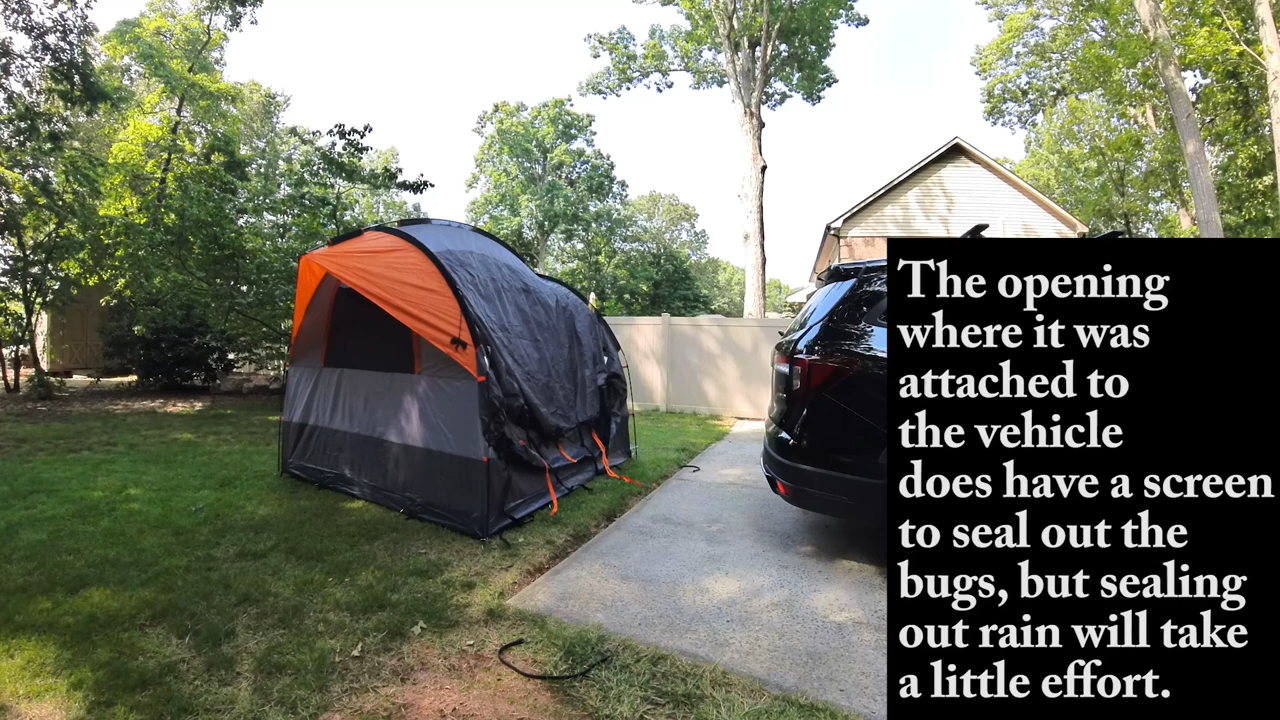 The opening
where it was
attached to
the vehicle
does have a screen
to seal out the
bugs, but sealing
out rain will take
a little effort.